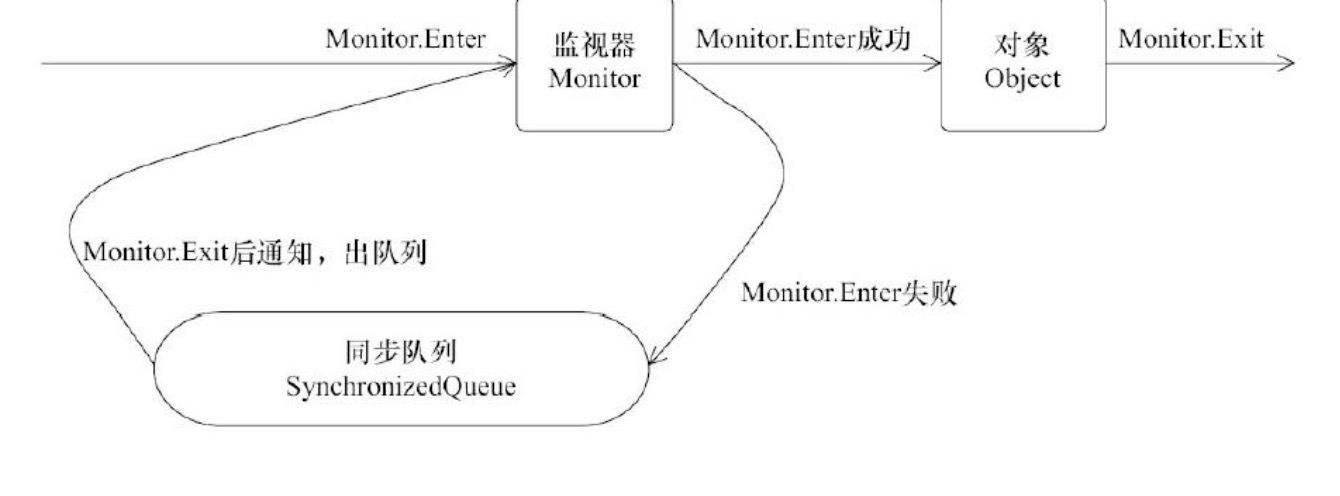 Monitor.Enter
监视器
Monitor
Monitor.Enter成功
对象
Object
Monitor.Exit
Monitor.Exit后通知，出队列
Monitor.Enter失败
同步队列
SynchronizedQueue